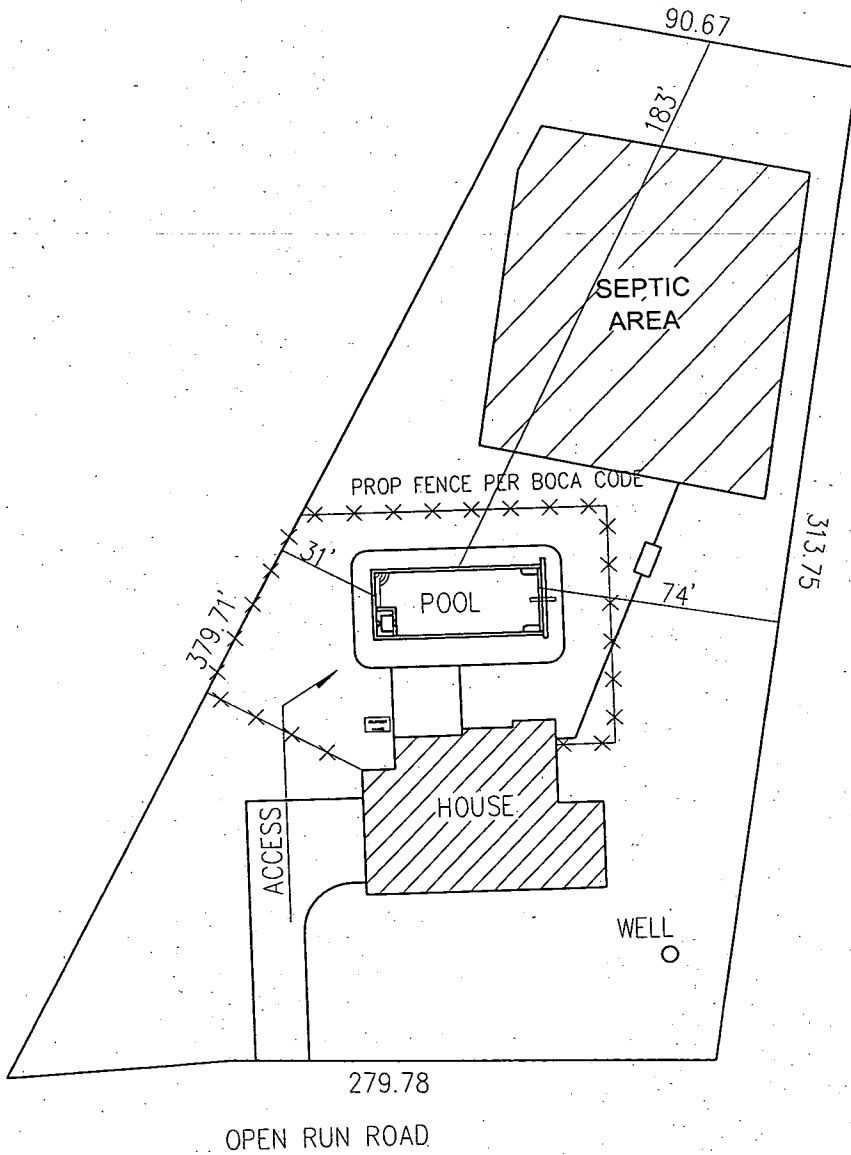 90.67
183'
SEPTIC
AREA
PROP FENCE PER BOCA CODE
31'
POOL
74'
313.75
379.71'
ACCESS
HOUSE
WELL
279.78
OPEN RUN ROAD